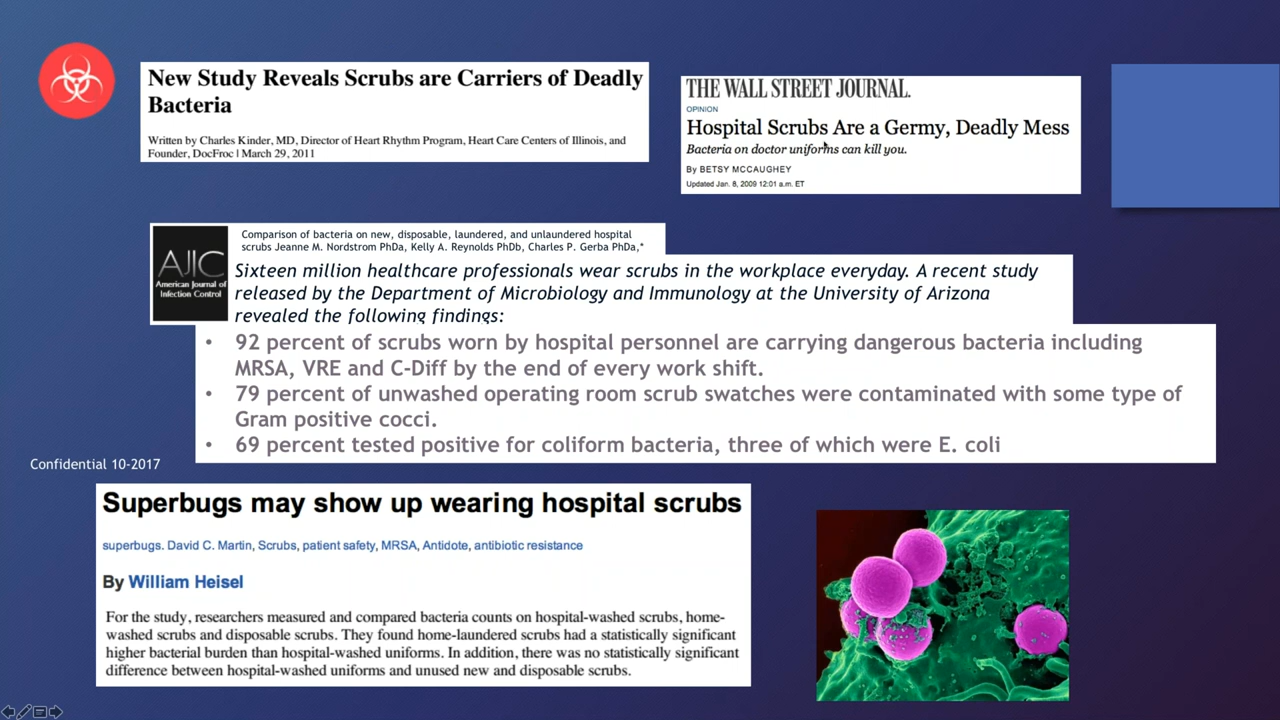 New Study Reveals Scrubs are Carriers of Deadly
Bacteria
Written by Charles Kinder, MD, Director of Heart Rhythm Program, Heart Care Centers of Illinois, and
Founder, DocFroc | March 29, 2011
THE WALL STREET JOURNAL.
OPINION
Hospital Scrubs Are a Germy, Deadly Mess
Bacteria on doctor uniforms can kill you.
By BETSY MCCAUGHEY
Updated Jan. 8, 2009 12:01 a.m. ET
AJIC
American Journal of
Infection Control
Comparison of bacteria on new, disposable, laundered, and unlaundered hospital
scrubs Jeanne M. Nordstrom PhDa, Kelly A. Reynolds PhDb, Charles P. Gerba PhDa,*
Sixteen million healthcare professionals wear scrubs in the workplace everyday. A recent study
released by the Department of Microbiology and Immunology at the University of Arizona
revealed the following findings:
• 92 percent of scrubs worn by hospital personnel are carrying dangerous bacteria including
MRSA, VRE and C-Diff by the end of every work shift.
• 79 percent of unwashed operating room scrub swatches were contaminated with some type of
Gram positive cocci.
• 69 percent tested positive for coliform bacteria, three of which were E. coli
Confidential 10-2017
Superbugs may show up wearing hospital scrubs
superbugs. David C. Martin, Scrubs, patient safety, MRSA, Antidote, antibiotic resistance
By William Heisel
For the study, researchers measured and compared bacteria counts on hospital-washed scrubs, home-
washed scrubs and disposable scrubs. They found home-laundered scrubs had a statistically significant
higher bacterial burden than hospital-washed uniforms. In addition, there was no statistically significant
difference between hospital-washed uniforms and unused new and disposable scrubs.